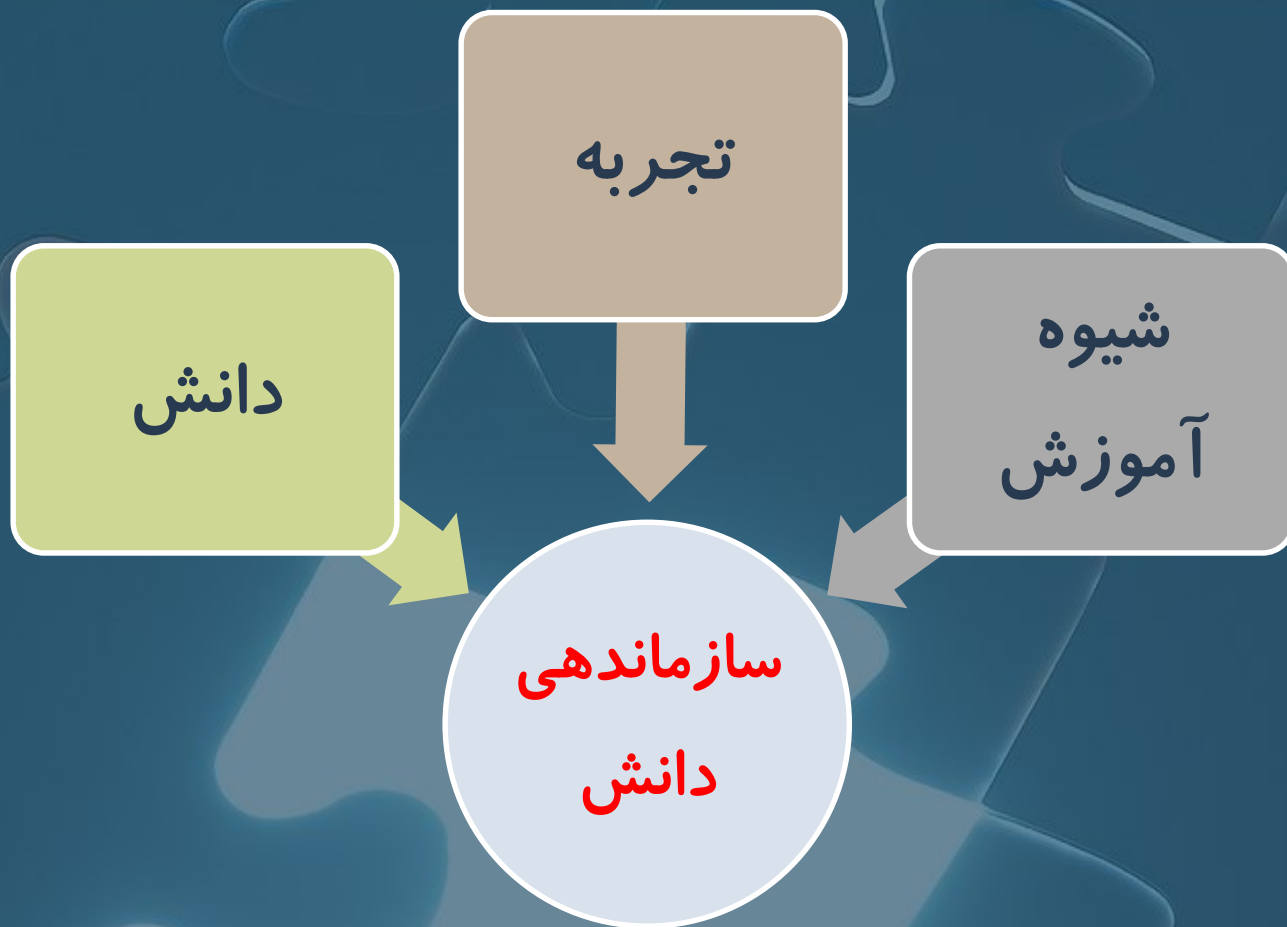 تجربه
شیوه
آموزش
دانش
سازماندهی
دانش